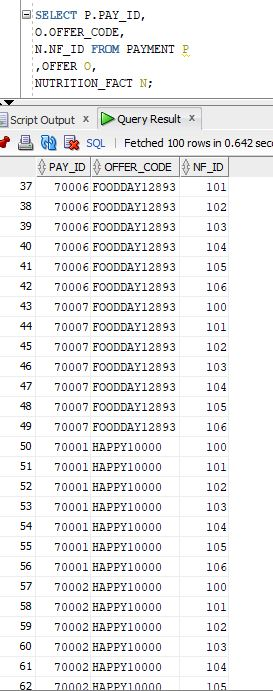 SELECT P.PAY_ID,
O.OFFER_CODE,
N.NF_ID FROM PAYMENT P
,OFFER O,
NUTRITION_FACT N;
Script Output x Query Result x
SQL | Fetched 100 rows in 0.642 sec
PAY_ID OFFER_CODE NF_ID
37 70006 FOODDAY12893 101
38 70006 FOODDAY12893 102
39 70006 FOODDAY12893 103
40 70006 FOODDAY12893 104
41 70006 FOODDAY12893 105
42 70006 FOODDAY12893 106
43 70007 FOODDAY12893 100
44 70007 FOODDAY12893 101
45 70007 FOODDAY12893 102
46 70007 FOODDAY12893 103
47 70007 FOODDAY12893 104
48 70007 FOODDAY12893 105
49 70007 FOODDAY12893 106
50 70001 HAPPY10000 100
51 70001 HAPPY10000 101
52 70001 HAPPY10000 102
53 70001 HAPPY10000 103
54 70001 HAPPY10000 104
55 70001 HAPPY10000 105
56 70001 HAPPY10000 106
57 70002 HAPPY10000 100
58 70002 HAPPY10000 101
59 70002 HAPPY10000 102
60 70002 HAPPY10000 103
61 70002 HAPPY10000 104
62 70002 HAPPY10000 105